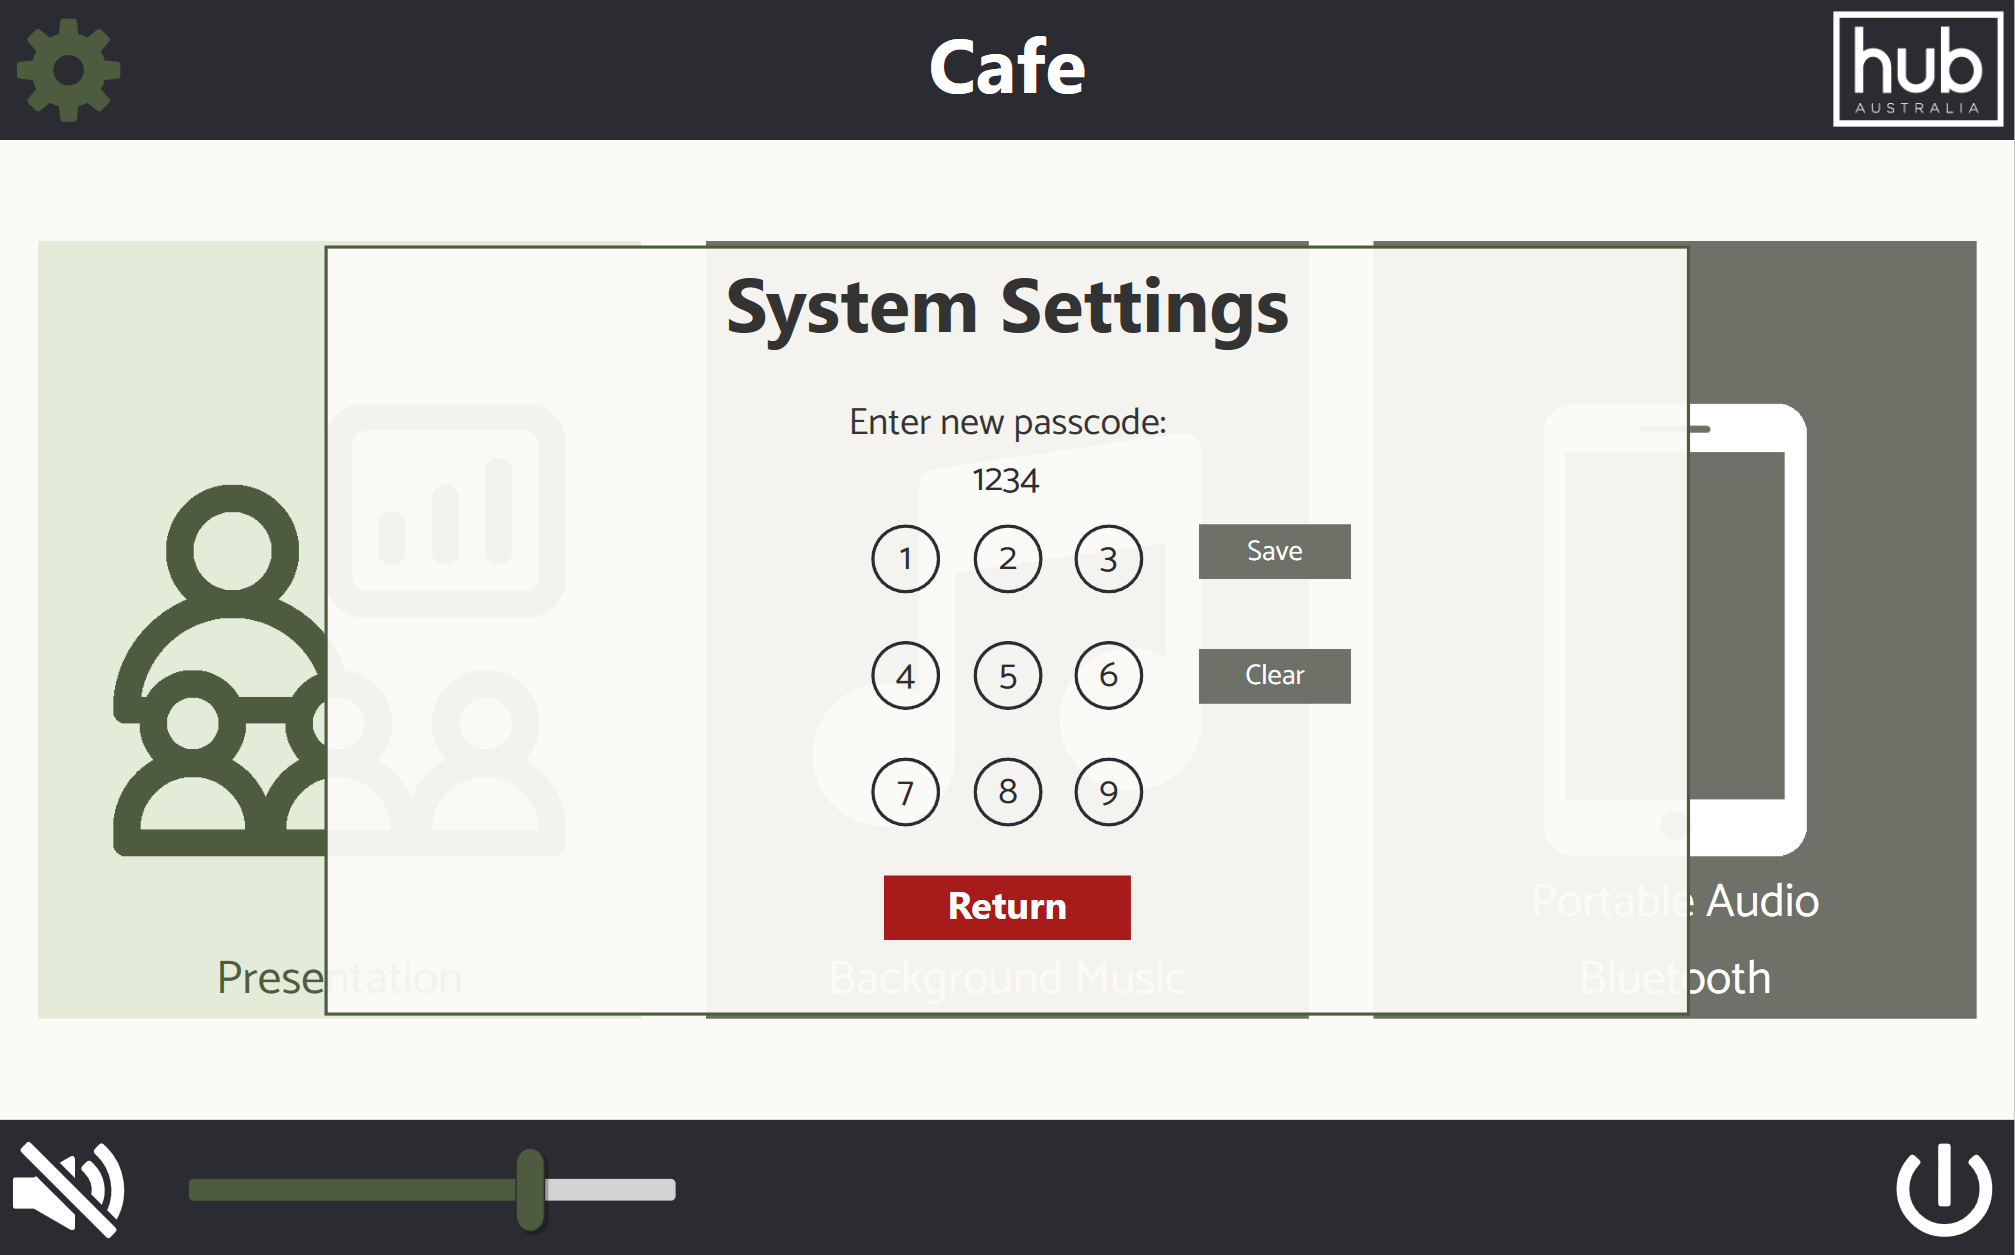 Cafe
hub
AUSTRALIA
System Settings
Enter new passcode:
1234
1 2 3
Save
4 5 6
Clear
7 8 9
Return
Portable Audio
Presentation
Background Music
Bluetooth